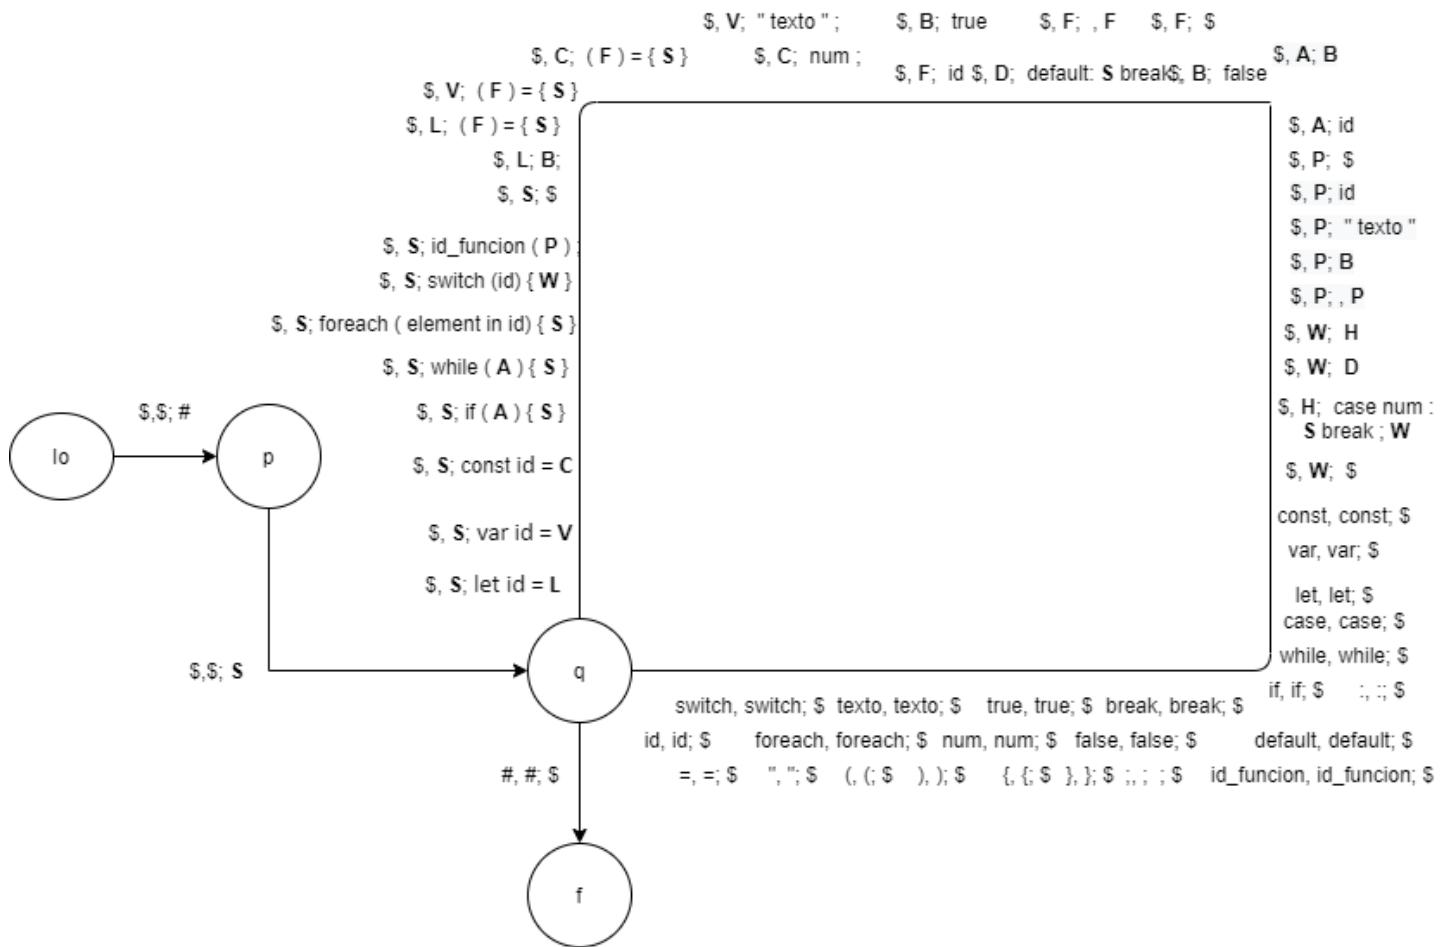 $, V; " texto " ;
$, B; true
$, F; , F
$, F; $
$, C; ( F ) = { S }
$, C; num ;
$, A; B
$, F; id
$, D; default: S break
$, B; false
$, V; ( F ) = { S }
$, L; ( F ) = { S }
$, L; B;
$, S; $
$, S; id_funcion ( P ) ;
$, S; switch (id) { W }
$, S; foreach ( element in id) { S }
$, S; while ( A ) { S }
$, S; if ( A ) { S }
$, S; const id = C
$, S; var id = V
$, S; let id = L
$, A; id
$, P; $
$, P; id
$, P; " texto "
$, P; B
$, P; , P
$, W; H
$, W; D
$, H; case num :
S break ; W
$, W; $
const, const; $
var, var; $
let, let; $
case, case; $
while, while; $
if, if; $
:, :; $
Io
$,$; #
p
$,$; S
q
switch, switch; $
texto, texto; $
true, true; $
break, break; $
id, id; $
foreach, foreach; $
num, num; $
false, false; $
default, default; $
#, #; $
=, =; $
", "; $
(, (; $
), ); $
{, {; $
}, }; $
;, ; ; $
id_funcion, id_funcion; $
f